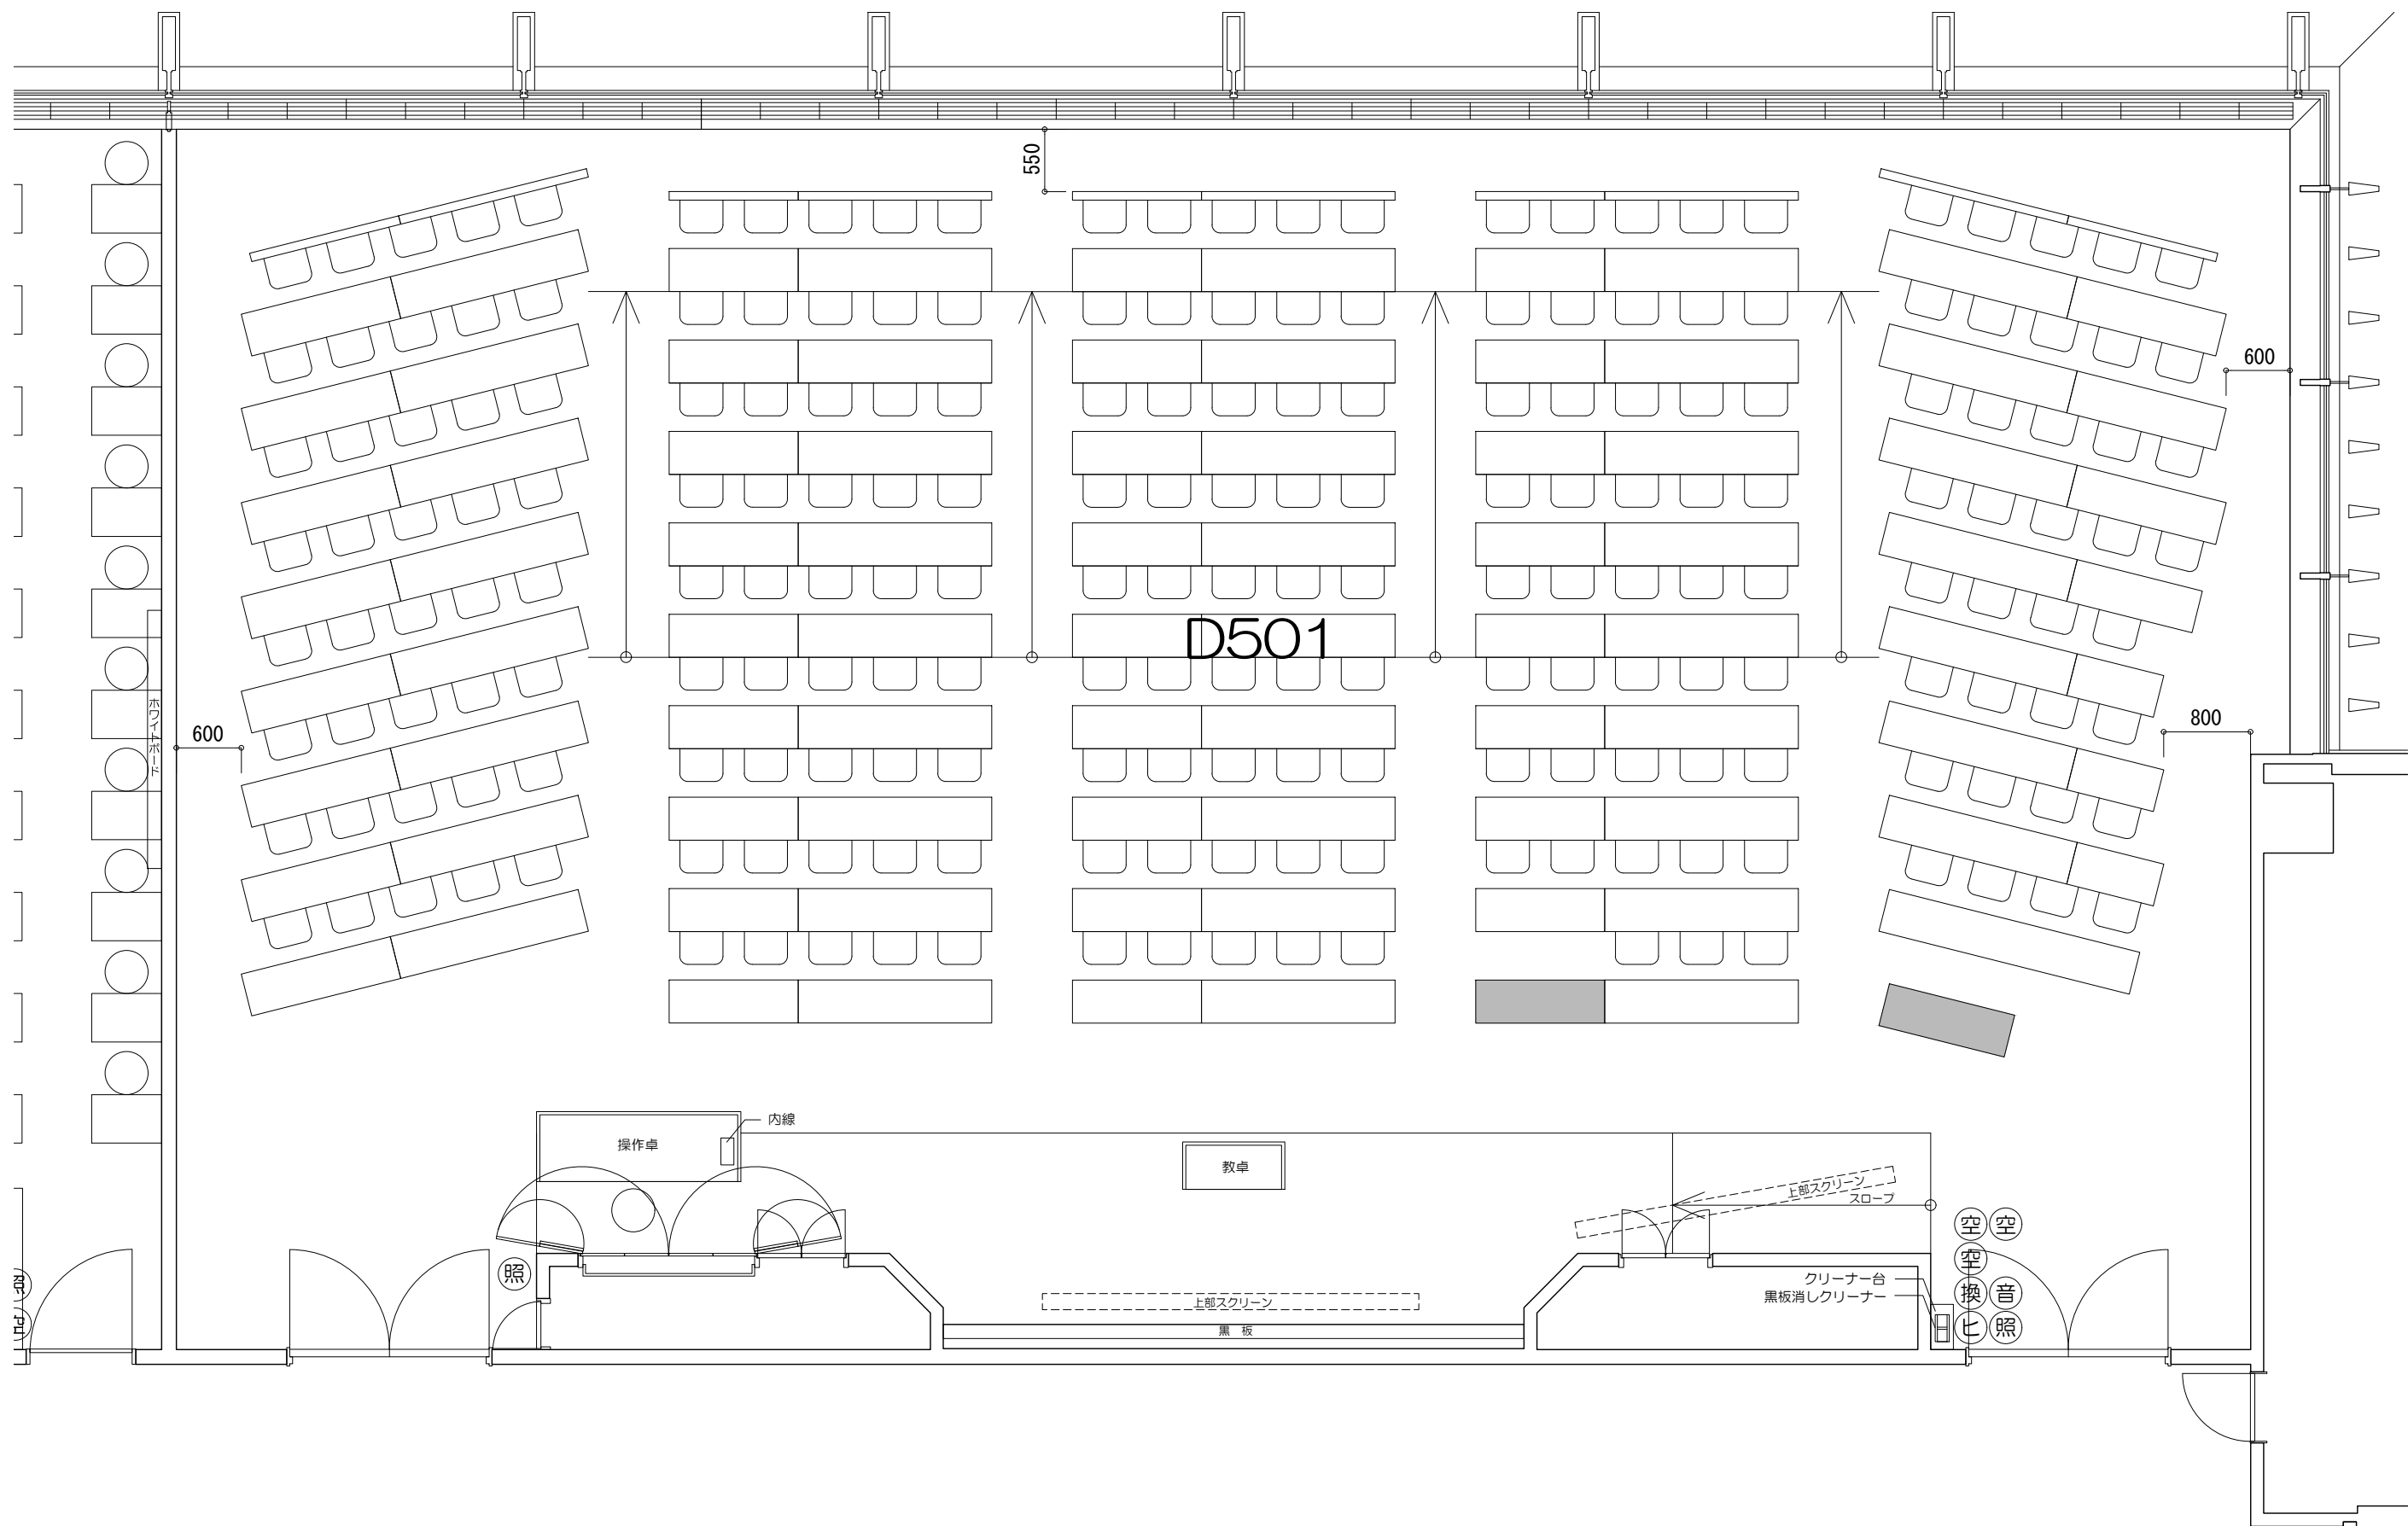 550
600
D501
ホワイトボード
600
800
内線
操作卓
教卓
上部スクリーン
スロープ
空 空
空
照
クリーナー台
換 音
黒板消しクリーナー
ヒ 照
上部スクリーン
黒 板
照